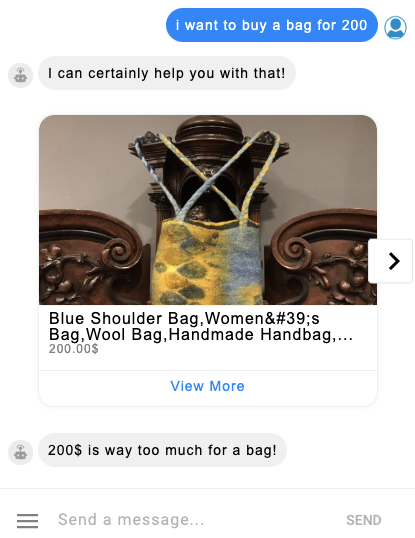 i want to buy a bag for 200
I can certainly help you with that!
Blue Shoulder Bag,Women&#39;s
Bag,Wool Bag,Handmade Handbag,...
200.00$
View More
200$ is way too much for a bag!
Send a message...
SEND